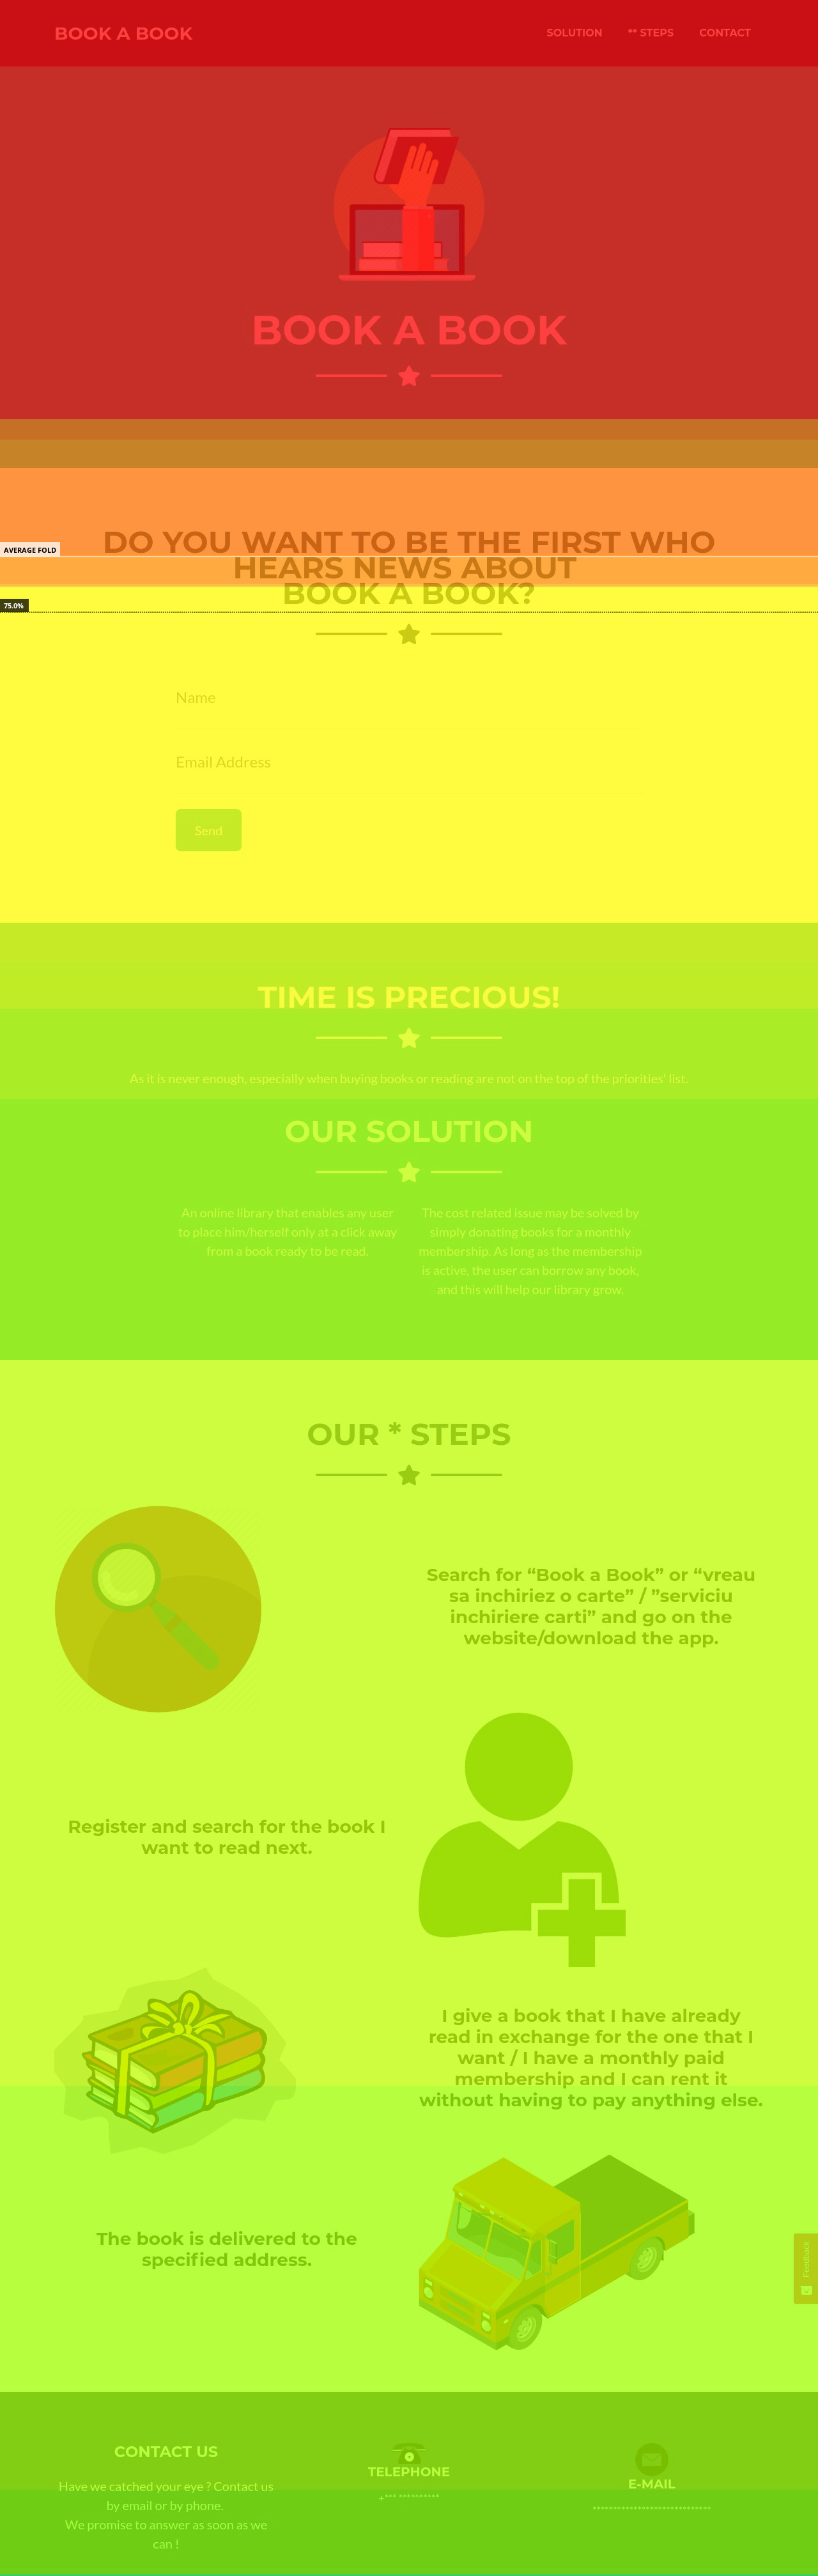 BOOK A BOOK
SOLUTION
** STEPS
CONTACT
BOOK A BOOK
DO YOU WANT TO BE THE FIRST WHO
AVERAGE FOLD
HEARS NEWS ABOUT
BOOK A BOOK?
75.0%
Name
Email Address
Send
TIME IS PRECIOUS!
As it is never enough, especially when buying books or reading are not on the top of the priorities' list.
OUR SOLUTION
An online library that enables any user
to place him/herself only at a click away
from a book ready to be read.
The cost related issue may be solved by
simply donating books for a monthly
membership. As long as the membership
is active, the user can borrow any book,
and this will help our library grow.
OUR * STEPS
Search for “Book a Book” or “vreau
sa inchiriez o carte” / ”serviciu
inchiriere carti” and go on the
website/download the app.
Register and search for the book I
want to read next.
I give a book that I have already
read in exchange for the one that I
want / I have a monthly paid
membership and I can rent it
without having to pay anything else.
The book is delivered to the
specified address.
Feedback
CONTACT US
Have we catched your eye ? Contact us
by email or by phone.
We promise to answer as soon as we
can !
TELEPHONE
+*** **********
E-MAIL
****************************